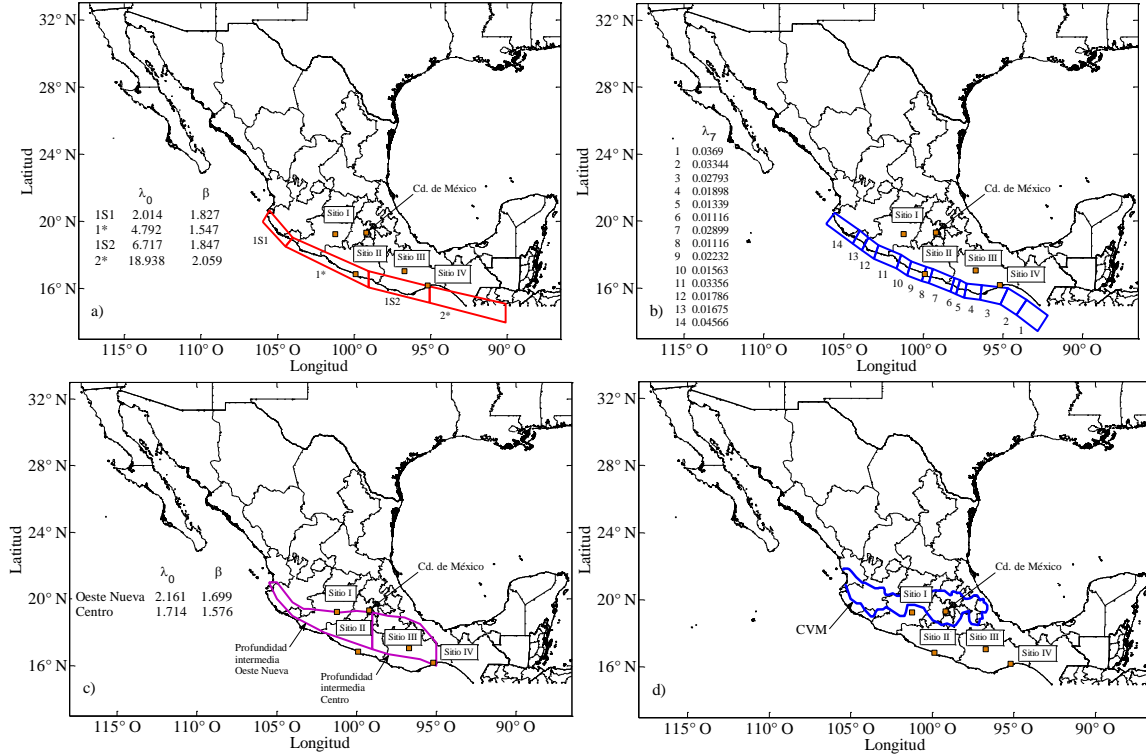 32° N
28° N
24° N
20° N
16° N
Latitud
λ0 β
1S1 2.014 1.827
1* 4.792 1.547
1S2 6.717 1.847
2* 18.938 2.059
Cd. de México
Sitio I
Sitio II
Sitio III
Sitio IV
1S1
1*
1S2
2*
a)
115° O 110° O 105° O 100° O 95° O 90° O
Longitud
32° N
28° N
24° N
20° N
16° N
Latitud
λ7
1 0.0369
2 0.03344
3 0.02793
4 0.01898
5 0.01339
6 0.01116
7 0.02899
8 0.01116
9 0.02232
10 0.01563
11 0.03356
12 0.01786
13 0.01675
14 0.04566
Cd. de México
Sitio I
Sitio II
Sitio III
Sitio IV
14
13
12
11
10
9
8
7
6
5
4
3
2
1
b)
115° O 110° O 105° O 100° O 95° O 90° O
Longitud
32° N
28° N
24° N
20° N
16° N
Latitud
λ0 β
Oeste Nueva 2.161 1.699
Centro 1.714 1.576
Cd. de México
Sitio I
Sitio II
Sitio III
Sitio IV
Profundidad
intermedia
Oeste Nueva
Profundidad
intermedia
Centro
c)
115° O 110° O 105° O 100° O 95° O 90° O
Longitud
32° N
28° N
24° N
20° N
16° N
Latitud
Cd. de México
Sitio I
Sitio II
Sitio III
Sitio IV
CVM
d)
115° O 110° O 105° O 100° O 95° O 90° O
Longitud